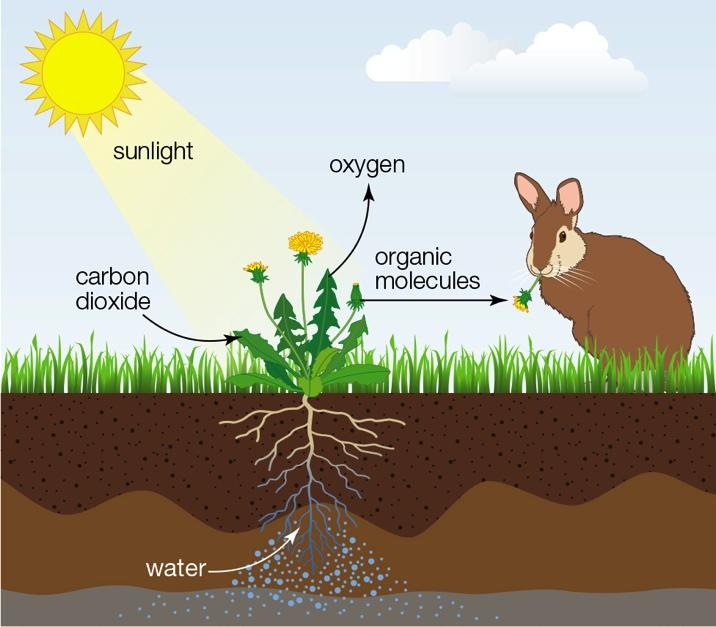 sunlight
oxygen
carbon
dioxide
organic
molecules
water